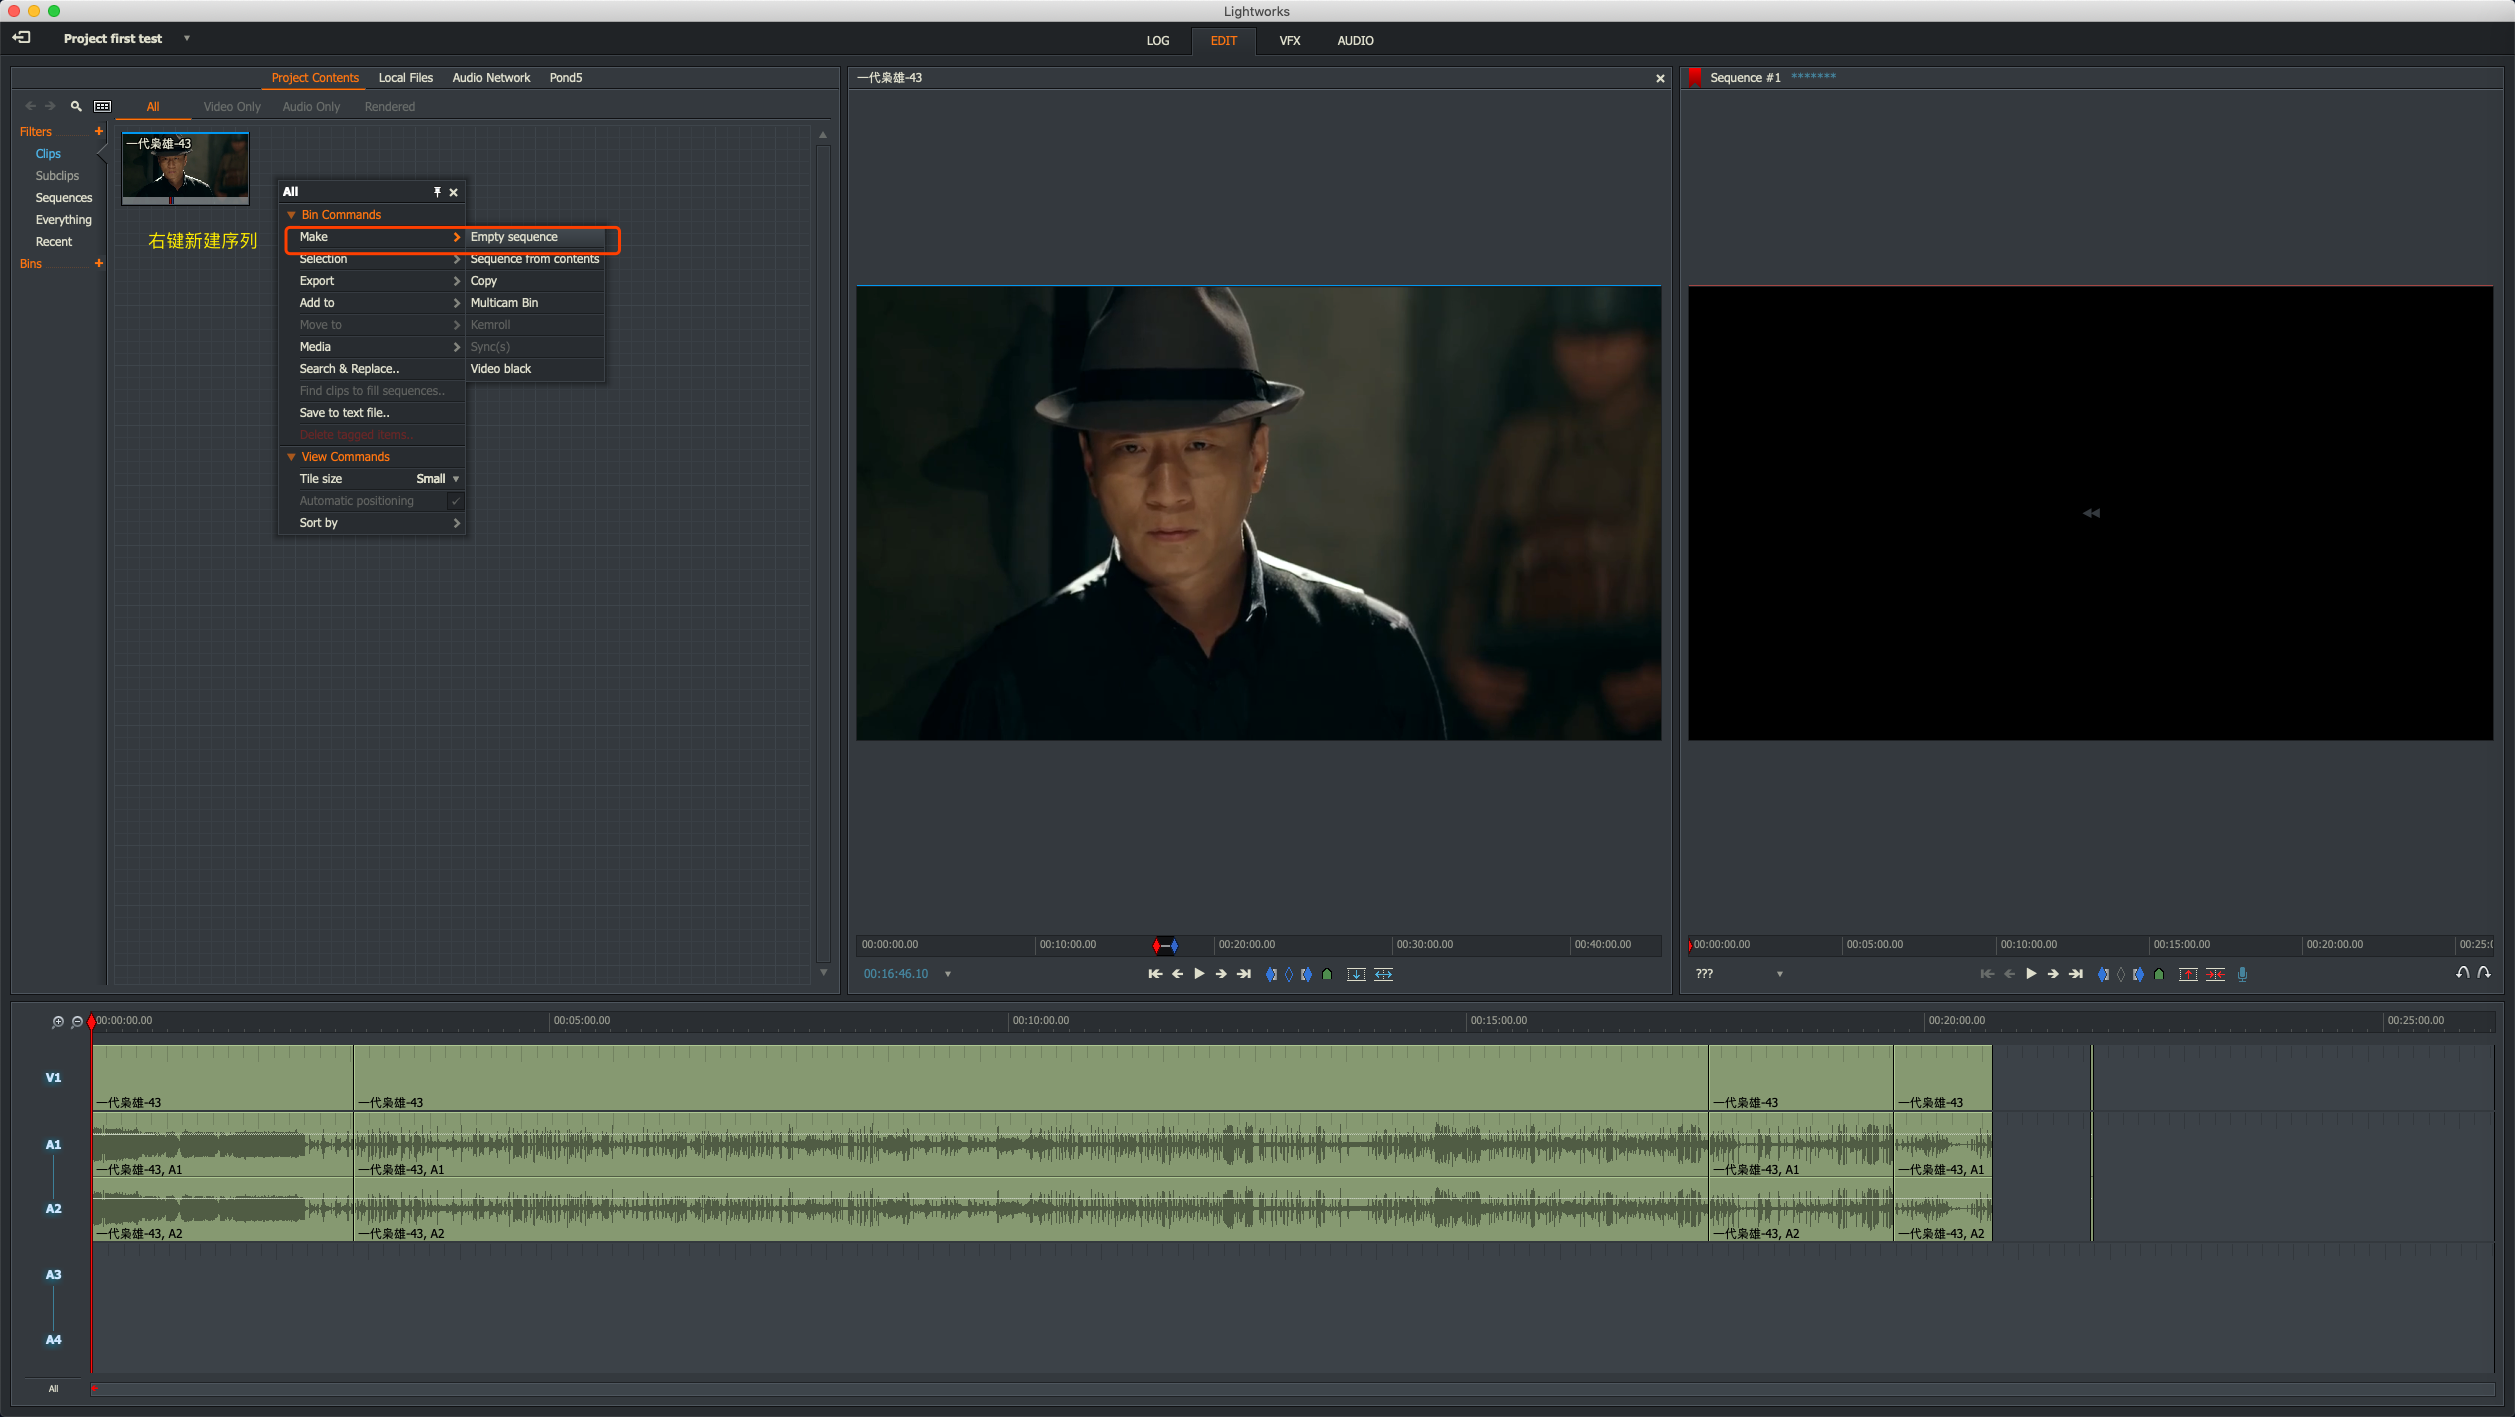 Lightworks
Project first test
LOG EDIT VFX AUDIO
Project Contents Local Files Audio Network Pond5
All Video Only Audio Only Rendered
Filters
Clips
Subclips
Sequences
Everything
Recent
Bins
一代枭雄-43
右键新建序列
All
Bin Commands
Make
Selection
Export
Add to
Move to
Media
Search & Replace..
Find clips to fill sequences..
Save to text file..
Delete tagged items..
View Commands
Tile size Small
Automatic positioning
Sort by
Empty sequence
Sequence from contents
Copy
Multicam Bin
Kemroll
Sync(s)
Video black
一代枭雄-43
00:00:00.00 00:10:00.00 00:20:00.00 00:30:00.00 00:40:00.00
00:16:46.10
Sequence #1 *******
00:00:00.00 00:05:00.00 00:10:00.00 00:15:00.00 00:20:00.00 00:25:
???
00:00:00.00 00:05:00.00 00:10:00.00 00:15:00.00 00:20:00.00 00:25:00.00
V1
一代枭雄-43 一代枭雄-43 一代枭雄-43 一代枭雄-43
A1
一代枭雄-43, A1 一代枭雄-43, A1 一代枭雄-43, A1 一代枭雄-43, A1
A2
一代枭雄-43, A2 一代枭雄-43, A2 一代枭雄-43, A2 一代枭雄-43, A2
A3
A4
All